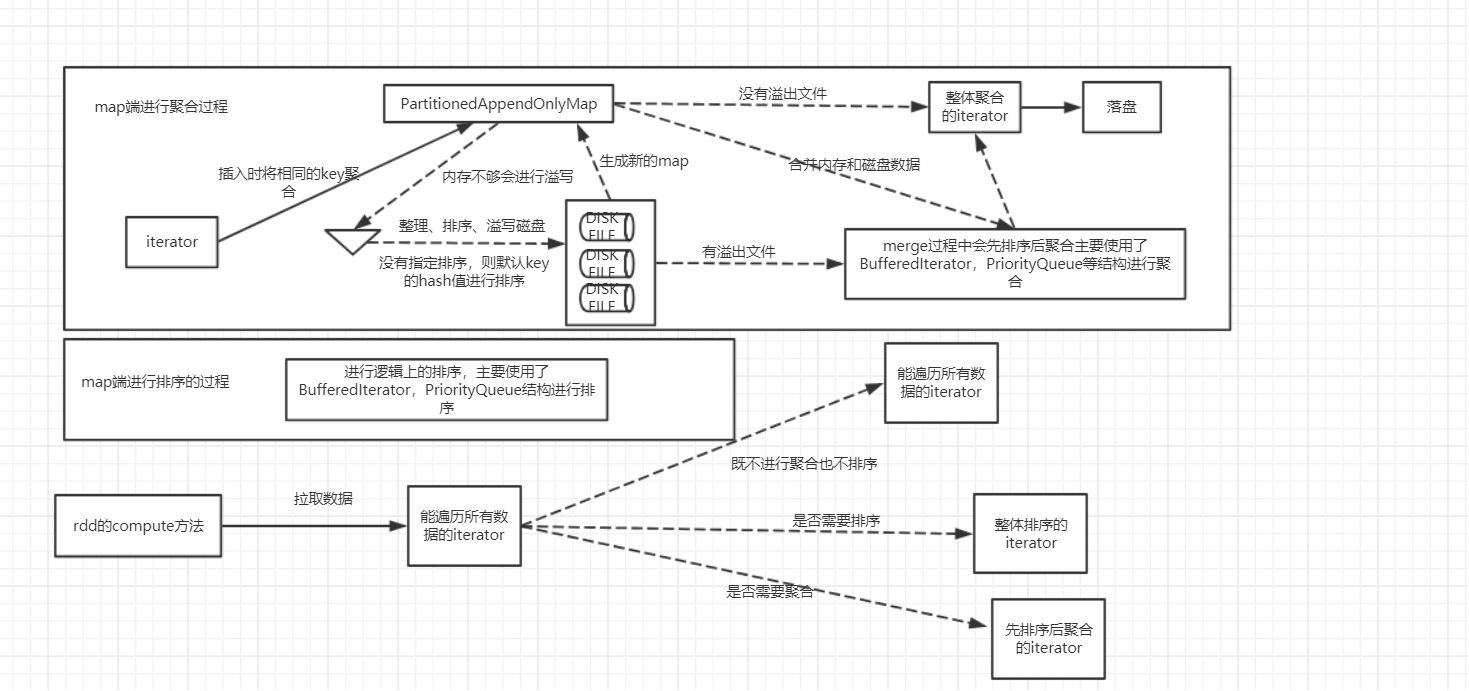 map端进行聚合过程
PartitionedAppendOnlyMap
没有溢出文件
整体聚合
的iterator
落盘
插入时将相同的key聚
合
内存不够会进行溢写
生成新的map
合并内存和磁盘数据
iterator
整理、排序、溢写磁盘
没有指定排序，则默认key
的hash值进行排序
DISK
FILE
DISK
FILE
DISK
FILE
有溢出文件
merge过程中会先排序后聚合主要使用了
BufferedIterator，PriorityQueue等结构进行聚
合
map端进行排序的过程
进行逻辑上的排序，主要使用了
BufferedIterator，PriorityQueue结构进行排
序
能遍历所有数
据的iterator
既不进行聚合也不排序
rdd的compute方法
拉取数据
能遍历所有数
据的iterator
是否需要排序
整体排序的
iterator
是否需要聚合
先排序后聚合
的iterator